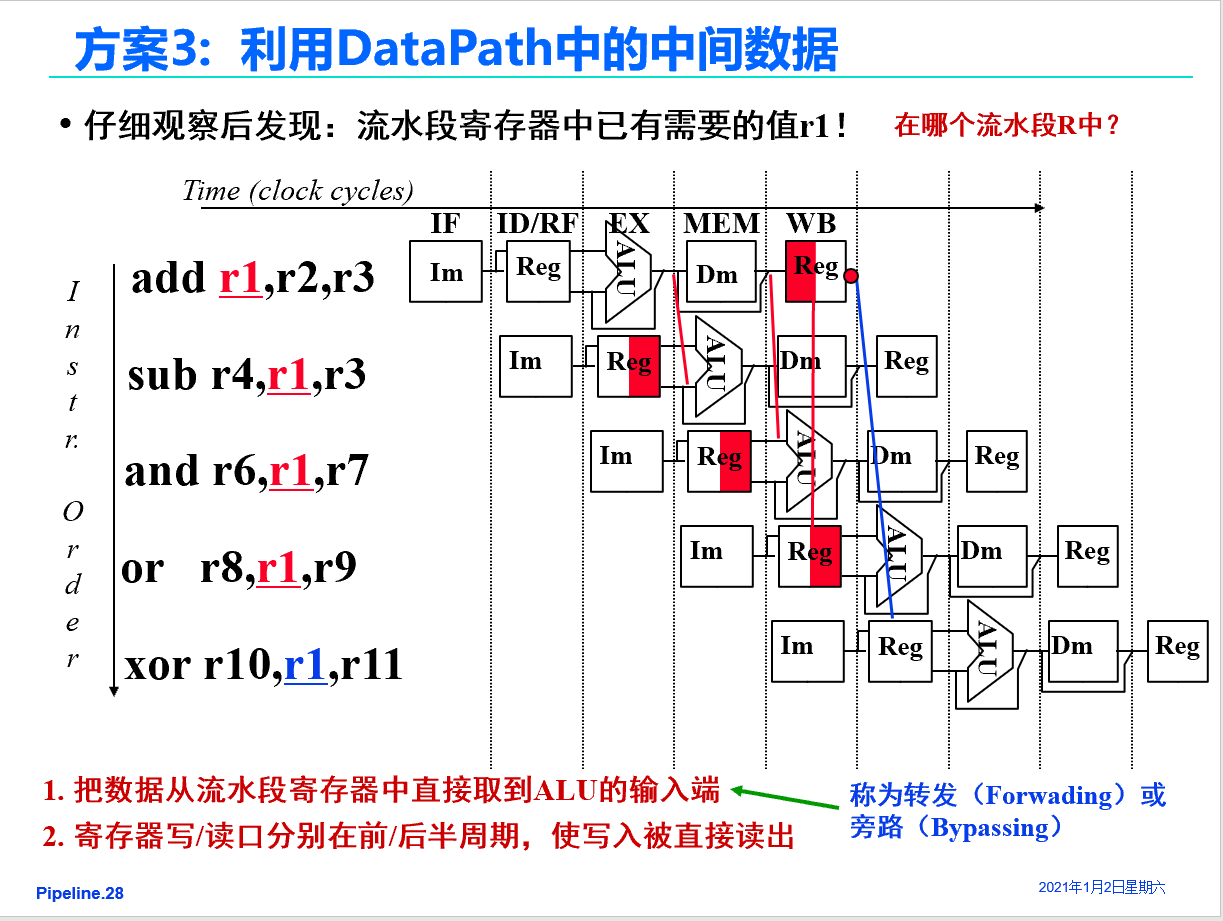 方案3: 利用DataPath中的中间数据
• 仔细观察后发现：流水段寄存器中已有需要的值r1！
在哪个流水段R中？
Time (clock cycles)
IF ID/RF EX MEM WB
Instr. Order
add r1,r2,r3
Im Reg ALU Dm Reg
sub r4,r1,r3
Im Reg ALU Dm Reg
and r6,r1,r7
Im Reg ALU Dm Reg
or r8,r1,r9
Im Reg ALU Dm Reg
xor r10,r1,r11
Im Reg ALU Dm Reg
1. 把数据从流水段寄存器中直接取到ALU的输入端
2. 寄存器写/读口分别在前/后半周期，使写入被直接读出
称为转发（Forwading）或
旁路（Bypassing）
Pipeline.28
2021年1月2日星期六